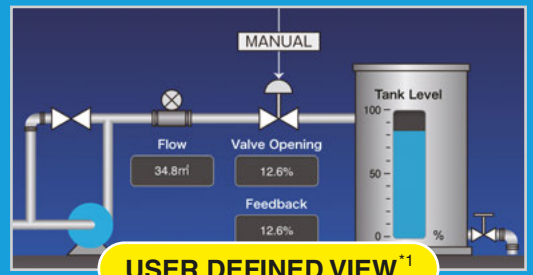 MANUAL
Tank Level
100
Flow
Valve Opening
34.8㎥
12.6%
50
Feedback
12.6%
0
%
USER DEFINED VIEW*1